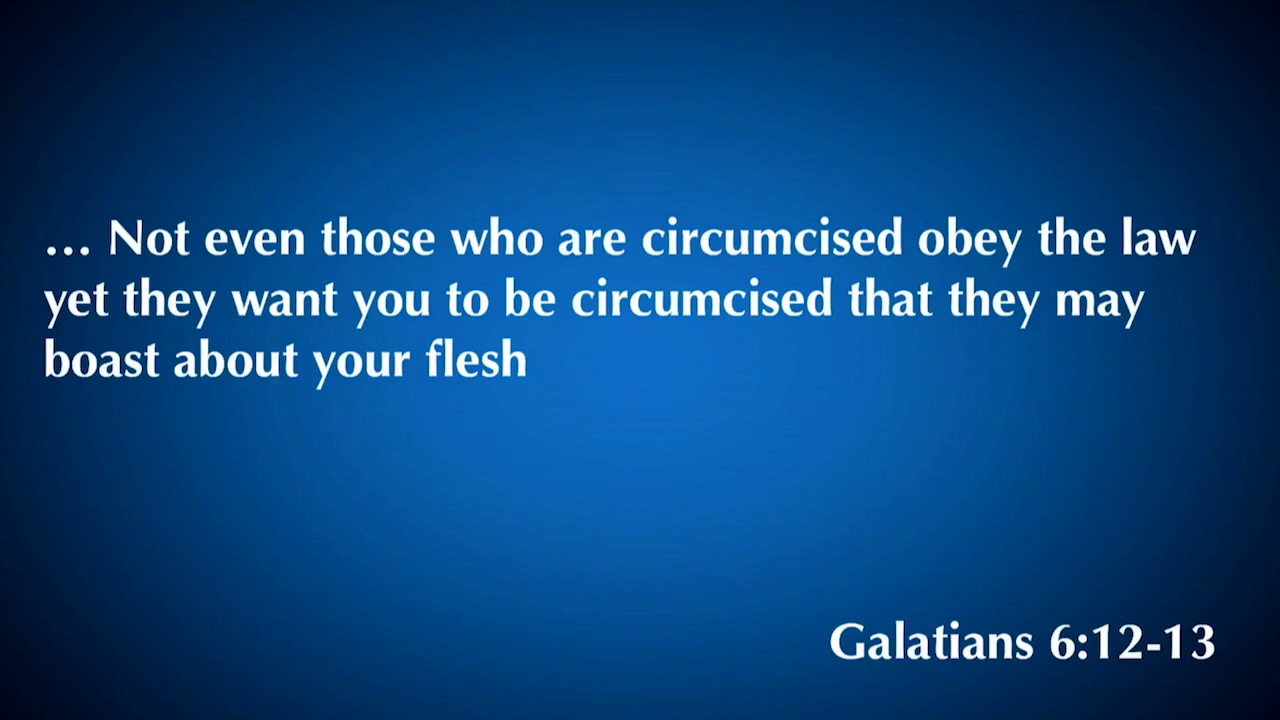 … Not even those who are circumcised obey the law
yet they want you to be circumcised that they may
boast about your flesh
Galatians 6:12-13